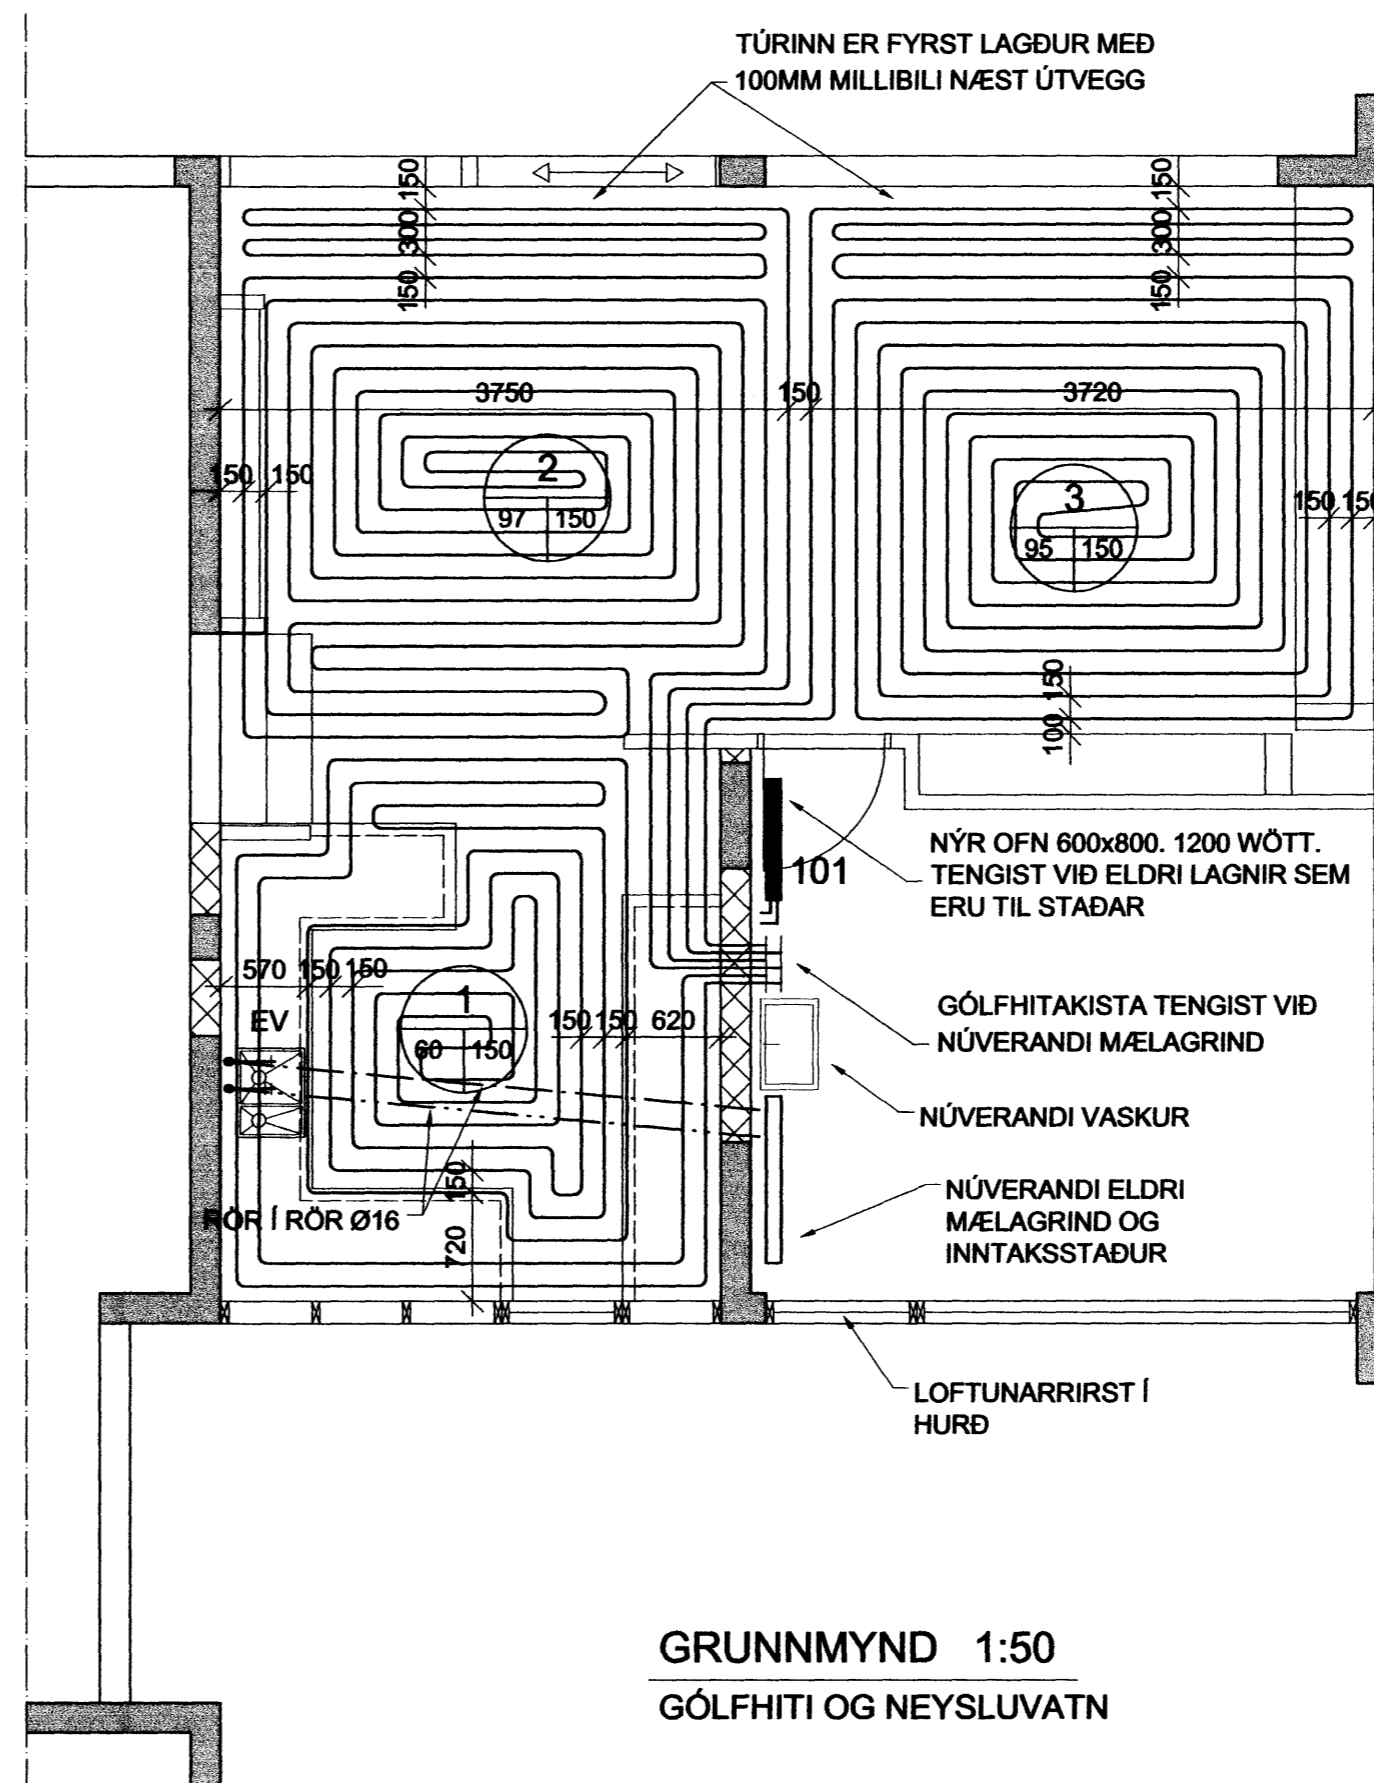 TÚRINN ER FYRST LAGÐUR MEÐ
100MM MILLIBILI NÆST ÚTVEGG
150
300
150
150
300
150
3750
150
3720
150
150
2
97
150
3
95
150
150
150
150
100
NÝR OFN 600x800. 1200 WÖTT.
TENGIST VIÐ ELDRI LAGNIR SEM
ERU TIL STAÐAR
101
570
150
150
EV
1
60
150
150
150
620
GÓLFHITAKISTA TENGIST VIÐ
NÚVERANDI MÆLAGRIND
NÚVERANDI VASKUR
NÚVERANDI ELDRI
MÆLAGRIND OG
INNTAKSSTAÐUR
RÖR Í RÖR Ø16
150
720
LOFTUNARRIRST Í
HURÐ
GRUNNMYND 1:50
GÓLFHITI OG NEYSLUVATN